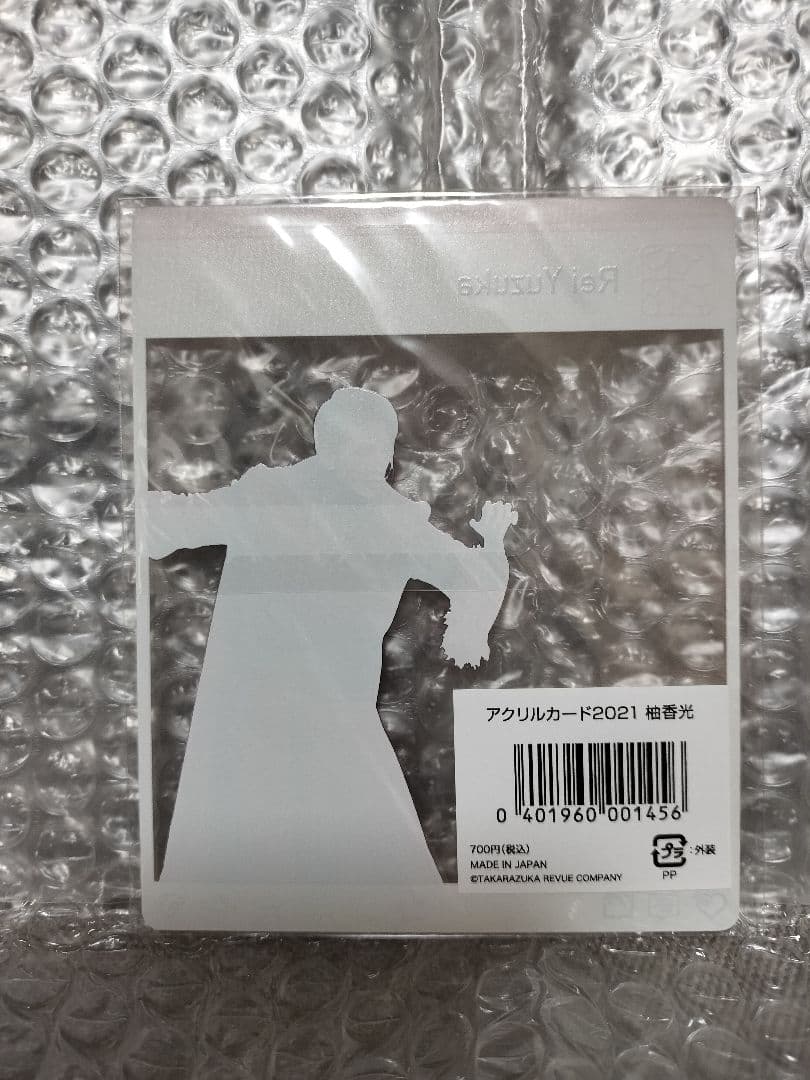 Rei Yuzuka
アクリルカード2021 柚香光
0 401960 001456
700円(税込)
MADE IN JAPAN
©TAKARAZUKA REVUE COMPANY
プラ :外装
PP